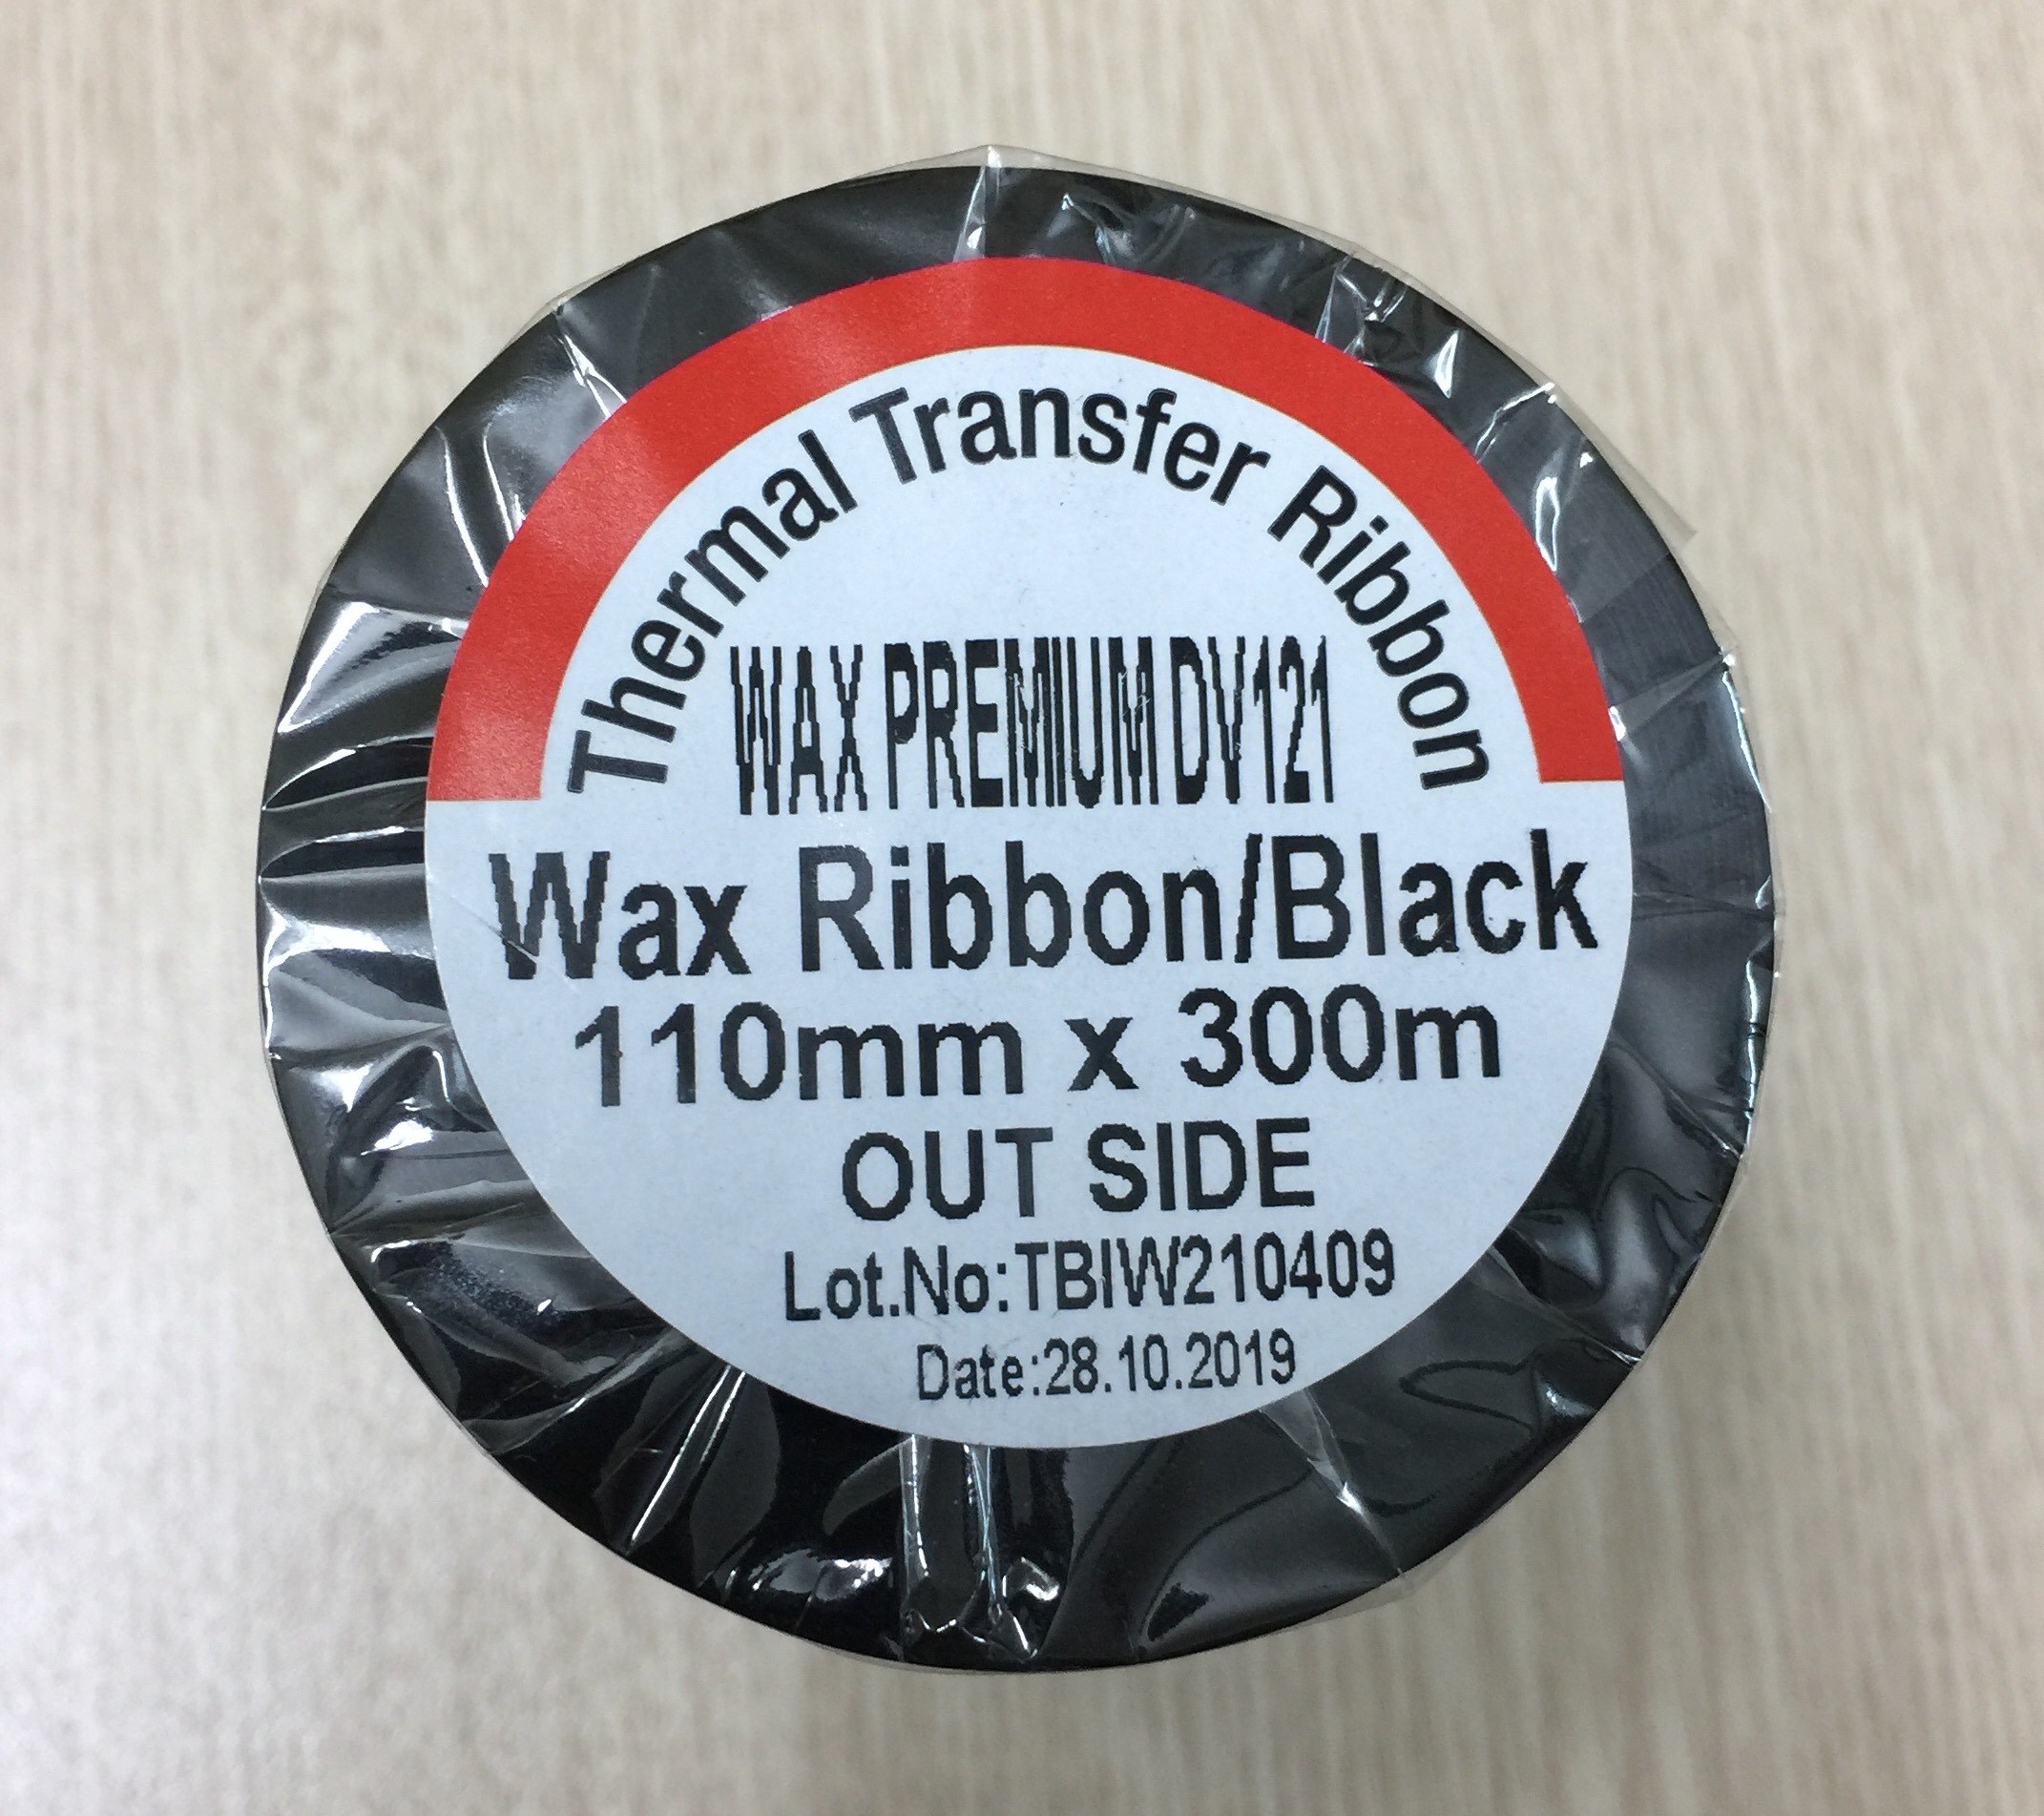 Thermal Transfer Ribbon
WAX PREMIUM DV121
Wax Ribbon/Black
110mm x 300m
OUT SIDE
Lot.No:TBIW210409
Date:28.10.2019